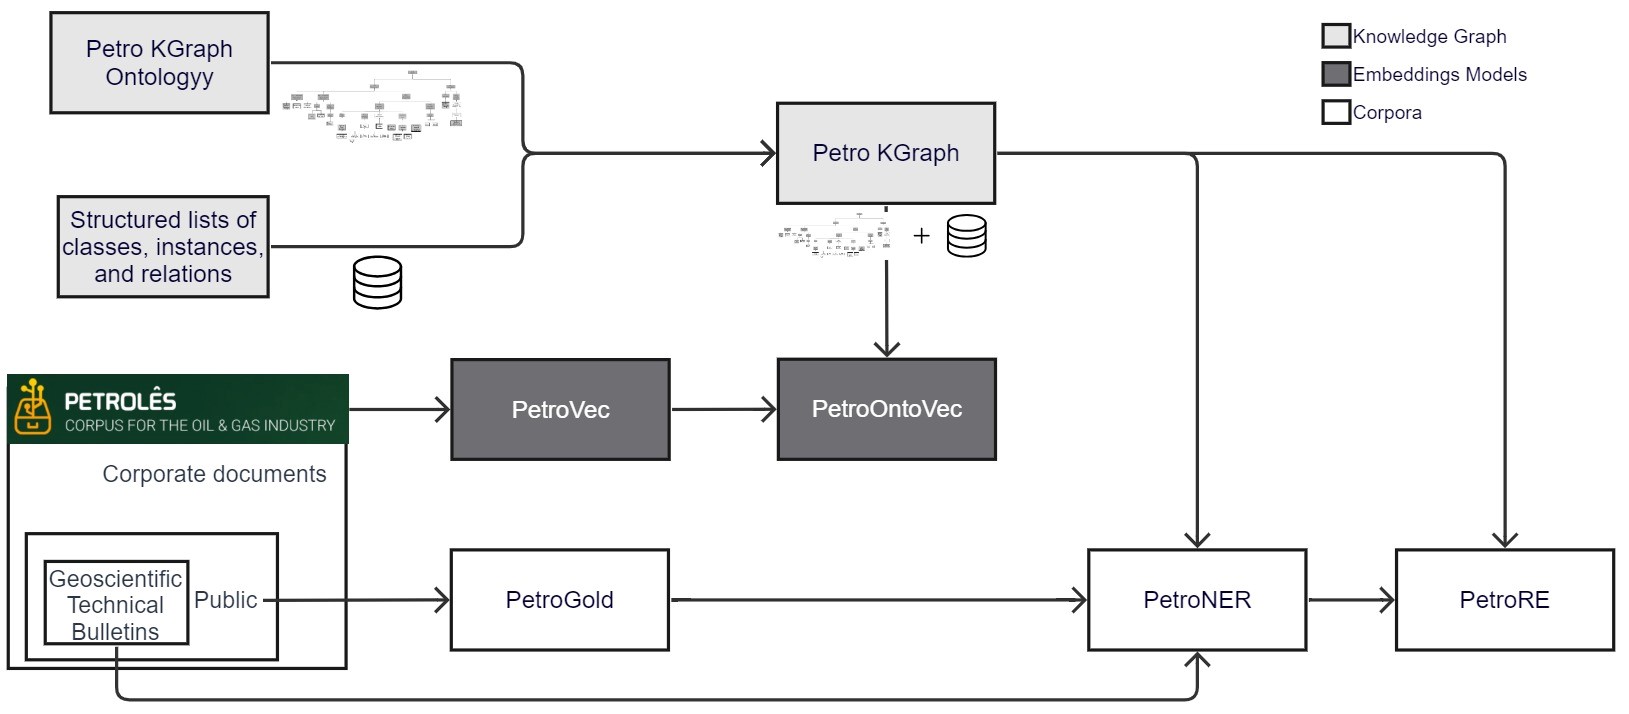 Petro KGraph
Ontologyy
Knowledge Graph
Embeddings Models
Corpora
Petro KGraph
Structured lists of
classes, instances,
and relations
+
PETROLÊS
CORPUS FOR THE OIL & GAS INDUSTRY
PetroVec
PetroOntoVec
Corporate documents
Geoscientific
Technical
Bulletins
Public
PetroGold
PetroNER
PetroRE